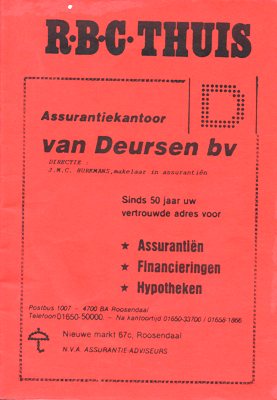 R·B·C·THUIS
D
Assurantiekantoor
van Deursen bv
DIRECTIE :
J.M.C. HUBEMANS, makelaar in assurantiën
Sinds 50 jaar uw
vertrouwde adres voor
★ Assurantiën
★ Financieringen
★ Hypotheken
Postbus 1007 - 4700 BA Roosendaal
Telefoon 01650-50000. - Na kantoortijd 01650-33700 / 01656-1866
Nieuwe markt 67c, Roosendaal
N.V.A. ASSURANTIE-ADVISEURS